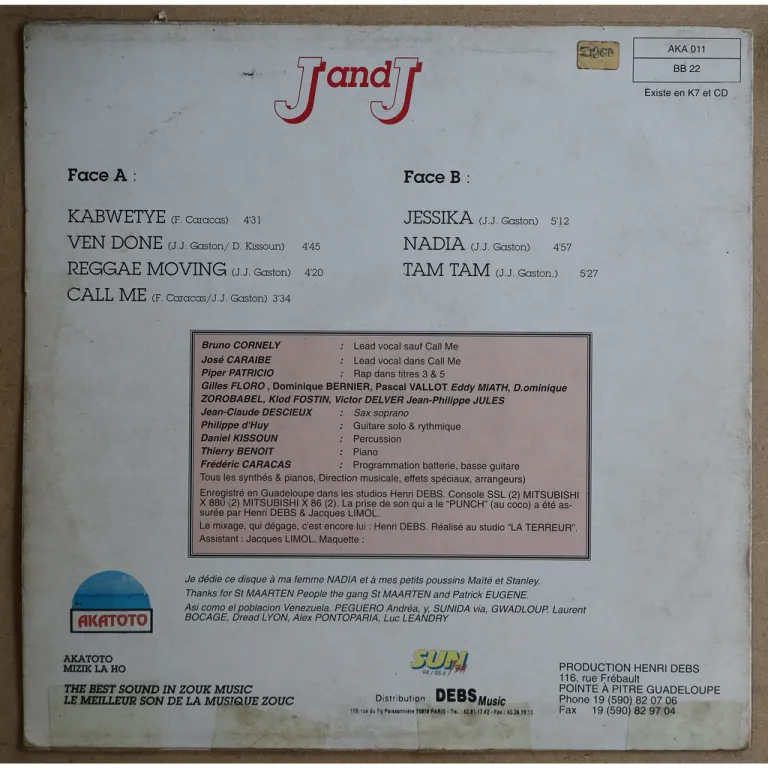 J and J
AKA 011
BB 22
Existe en K7 et CD
Face A :
KABWETYE (F. Caracas) 4'31
VEN DONE (J.J. Gaston/ D. Kissoun) 4'45
REGGAE MOVING (J.J. Gaston) 4'20
CALL ME (F. Caracas/J.J. Gaston) 3'34
Face B :
JESSIKA (J.J. Gaston) 5'12
NADIA (J.J. Gaston) 4'57
TAM TAM (J.J. Gaston.) 5'27
Bruno CORNELY : Lead vocal sauf Call Me
José CARAIBE : Lead vocal dans Call Me
Piper PATRICIO : Rap dans titres 3 & 5
Gilles FLORO , Dominique BERNIER, Pascal VALLOT Eddy MIATH, D.ominique
ZOROBABEL, Klod FOSTIN, Victor DELVER Jean-Philippe JULES
Jean-Claude DESCIEUX : Sax soprano
Philippe d'Huy : Guitare solo & rythmique
Daniel KISSOUN : Percussion
Thierry BENOIT : Piano
Frédéric CARACAS : Programmation batterie, basse guitare
Tous les synthés & pianos, Direction musicale, effets spéciaux, arrangeurs)
Enregistré en Guadeloupe dans les studios Henri DEBS. Console SSL (2) MITSUBISHI
X 880 (2) MITSUBISHI X 86 (2). La prise de son qui a le "PUNCH" (au coco) a été as-
surée par Henri DEBS & Jacques LIMOL.
Le mixage, qui dégage, c'est encore lui : Henri DEBS. Réalisé au studio "LA TERREUR".
Assistant : Jacques LIMOL. Maquette :
Je dédie ce disque à ma femme NADIA et à mes petits poussins Maïté et Stanley.
Thanks for St MAARTEN People the gang St MAARTEN and Patrick EUGENE.
Asi como el poblacion Venezuela. PEGUERO Andréa, y, SUNIDA via, GWADLOUP. Laurent
BOCAGE, Dread LYON, Alex PONTOPARIA, Luc LEANDRY
AKATOTO
AKATOTO
MIZIK LA HO
THE BEST SOUND IN ZOUK MUSIC
LE MEILLEUR SON DE LA MUSIQUE ZOUC
SUN FM
Distribution : DEBS Music
PRODUCTION HENRI DEBS
116, rue Frébault
POINTE À PITRE GUADELOUPE
Phone 19 (590) 82 07 06
Fax 19 (590) 82 97 04